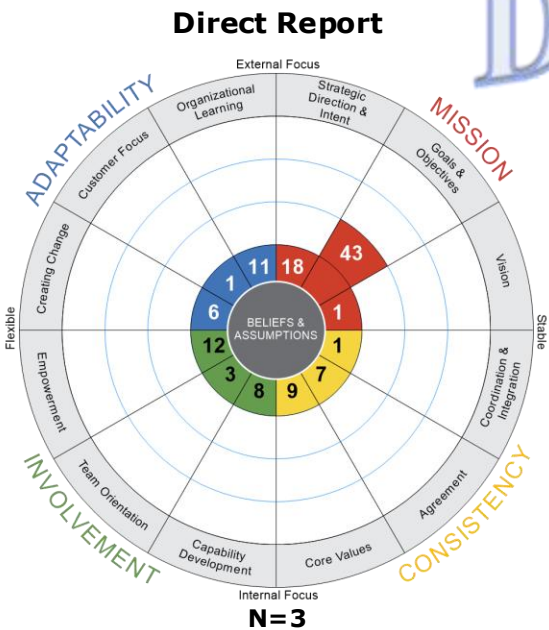 Direct Report
D
External Focus
ADAPTABILITY
MISSION
Organizational
Learning
Strategic
Direction &
Intent
Customer Focus
Goals &
Objectives
Creating Change
Vision
43
11
18
1
6
1
BELIEFS &
ASSUMPTIONS
Flexible
Stable
12
1
3
7
8
9
Empowerment
Coordination &
Integration
Team Orientation
Agreement
Capability
Development
Core Values
INVOLVEMENT
CONSISTENCY
Internal Focus
N=3